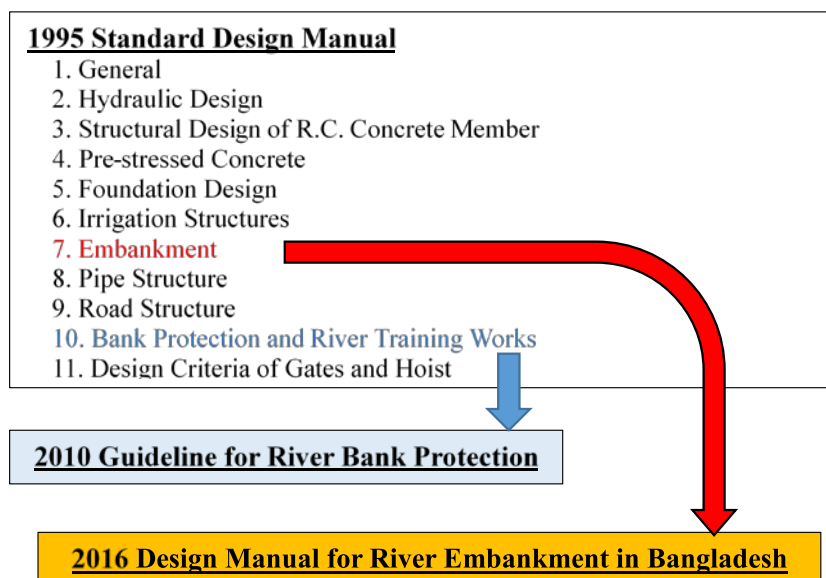 1995 Standard Design Manual
1. General
2. Hydraulic Design
3. Structural Design of R.C. Concrete Member
4. Pre-stressed Concrete
5. Foundation Design
6. Irrigation Structures
7. Embankment
8. Pipe Structure
9. Road Structure
10. Bank Protection and River Training Works
11. Design Criteria of Gates and Hoist
2010 Guideline for River Bank Protection
2016 Design Manual for River Embankment in Bangladesh